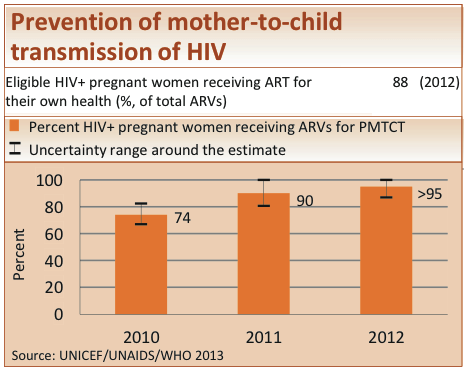 Prevention of mother-to-child
transmission of HIV
Eligible HIV+ pregnant women receiving ART for 88 (2012)
their own health (%, of total ARVs)
Percent HIV+ pregnant women receiving ARVs for PMTCT
Uncertainty range around the estimate
Percent
100
80
60
40
20
0
74
90
>95
2010 2011 2012
Source: UNICEF/UNAIDS/WHO 2013